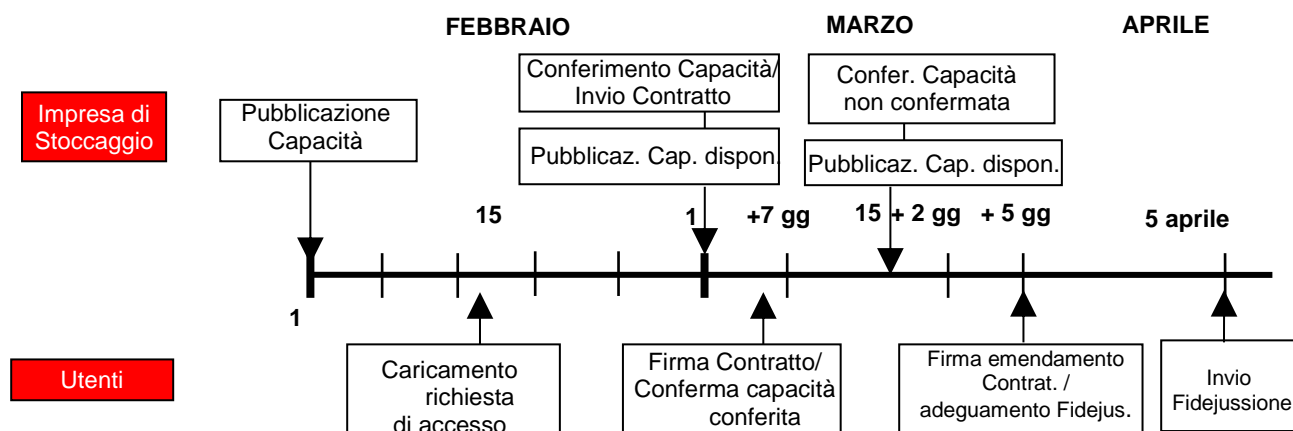 FEBBRAIO
MARZO
APRILE
Impresa di
Stoccaggio
Pubblicazione
Capacità
Conferimento Capacità/
Invio Contratto
Pubblicaz. Cap. dispon.
Confer. Capacità
non confermata
Pubblicaz. Cap. dispon.
15
1
+7 gg
15 + 2 gg
+ 5 gg
5 aprile
1
Utenti
Caricamento
richiesta
di accesso
Firma Contratto/
Conferma capacità
conferita
Firma emendamento
Contrat. /
adeguamento Fidejus.
Invio
Fidejussione